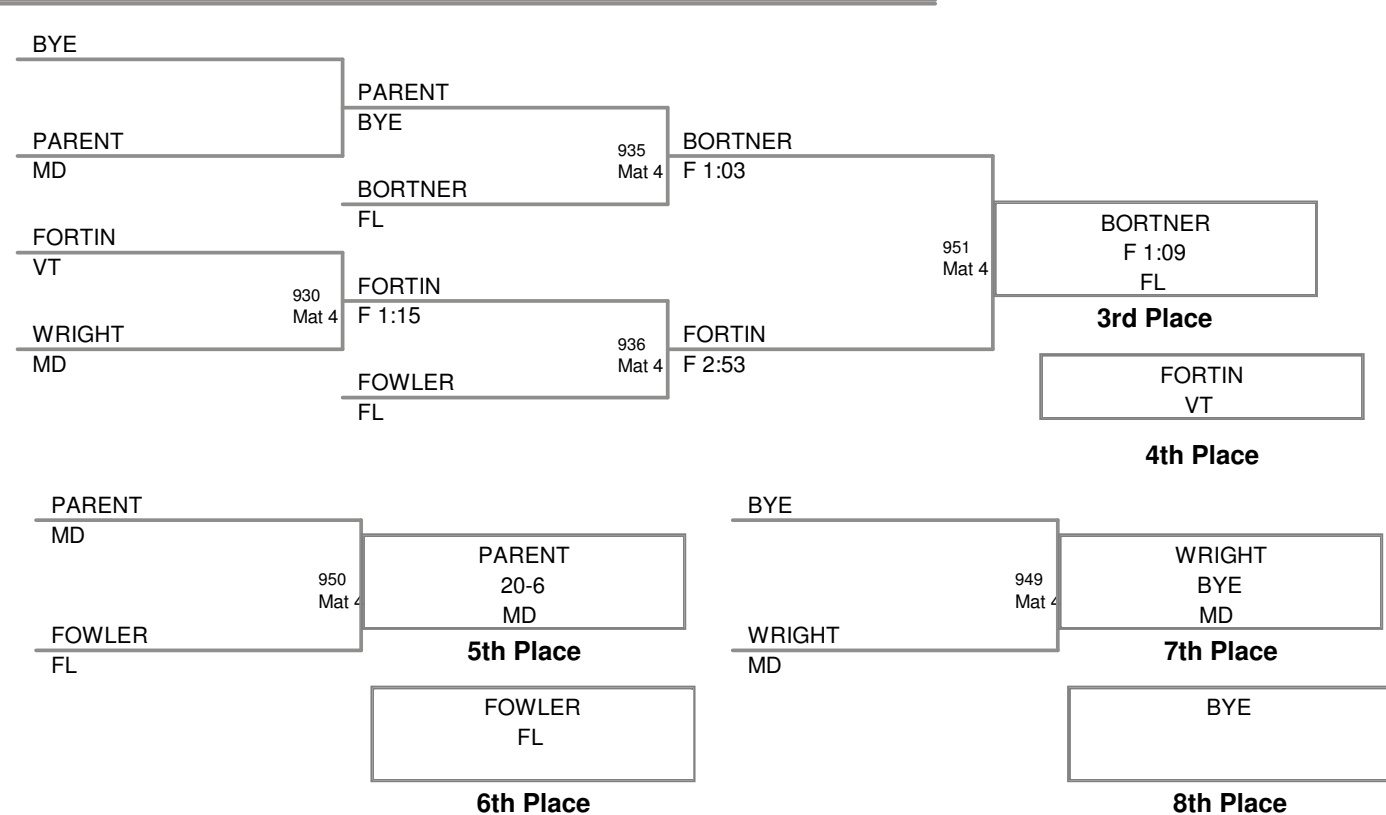 BYE
PARENT
BYE
PARENT
MD
935
Mat 4
BORTNER
F 1:03
BORTNER
FL
FORTIN
VT
930
Mat 4
FORTIN
F 1:15
WRIGHT
MD
936
Mat 4
FORTIN
F 2:53
FOWLER
FL
951
Mat 4
BORTNER
F 1:09
FL
3rd Place
FORTIN
VT
4th Place
PARENT
MD
950
Mat 4
PARENT
20-6
MD
FOWLER
FL
5th Place
FOWLER
FL
6th Place
BYE
949
Mat 4
WRIGHT
BYE
MD
WRIGHT
MD
7th Place
BYE
8th Place